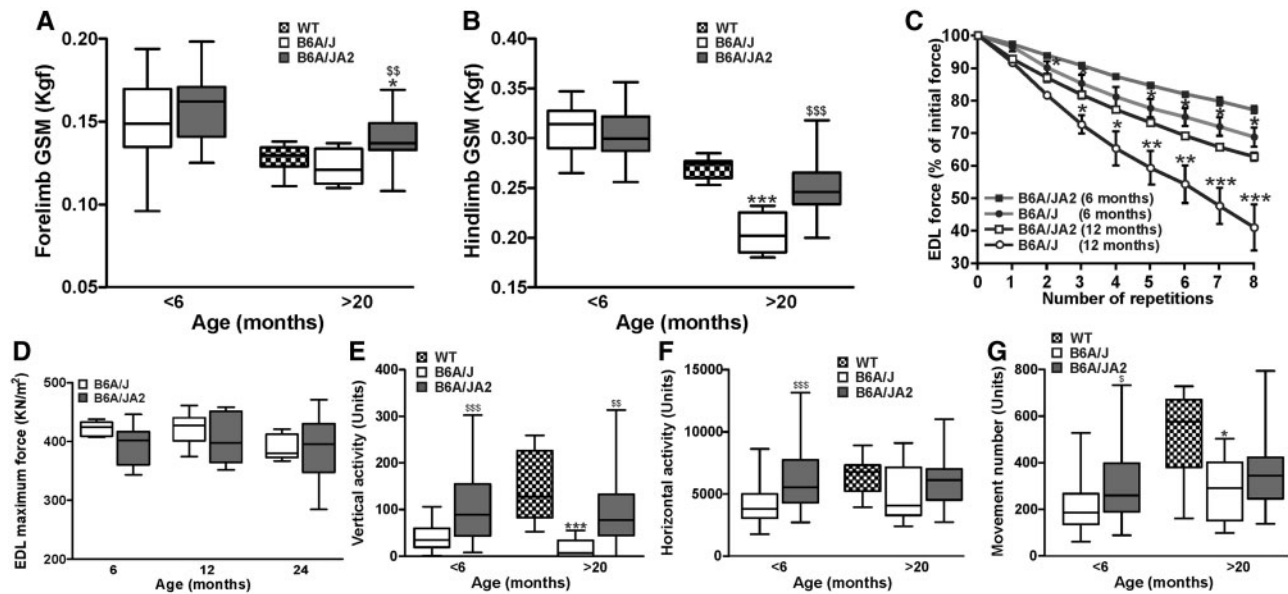 A
WT
B6A/J
B6A/JA2
Forelimb GSM (Kgf)
0.20
0.15
0.10
0.05
$$
*
<6
>20
Age (months)
B
WT
B6A/J
B6A/JA2
Hindlimb GSM (Kgf)
0.40
0.35
0.30
0.25
0.20
0.15
***
$$$
<6
>20
Age (months)
C
EDL force (% of initial force)
100
90
80
70
60
50
40
30
* * * * * *
* * ** ** *** ***
B6A/JA2 (6 months)
B6A/J (6 months)
B6A/JA2 (12 months)
B6A/J (12 months)
0 1 2 3 4 5 6 7 8
Number of repetitions
D
B6A/J
B6A/JA2
EDL maximum force (KN/m²)
500
400
300
200
6 12 24
Age (months)
E
WT
B6A/J
B6A/JA2
Vertical activity (Units)
400
300
200
100
0
$$$
***
$$
<6
>20
Age (months)
F
WT
B6A/J
B6A/JA2
Horizontal activity (Units)
15000
10000
5000
0
$$$
<6
>20
Age (months)
G
WT
B6A/J
B6A/JA2
Movement number (Units)
800
600
400
200
0
$
*
<6
>20
Age (months)